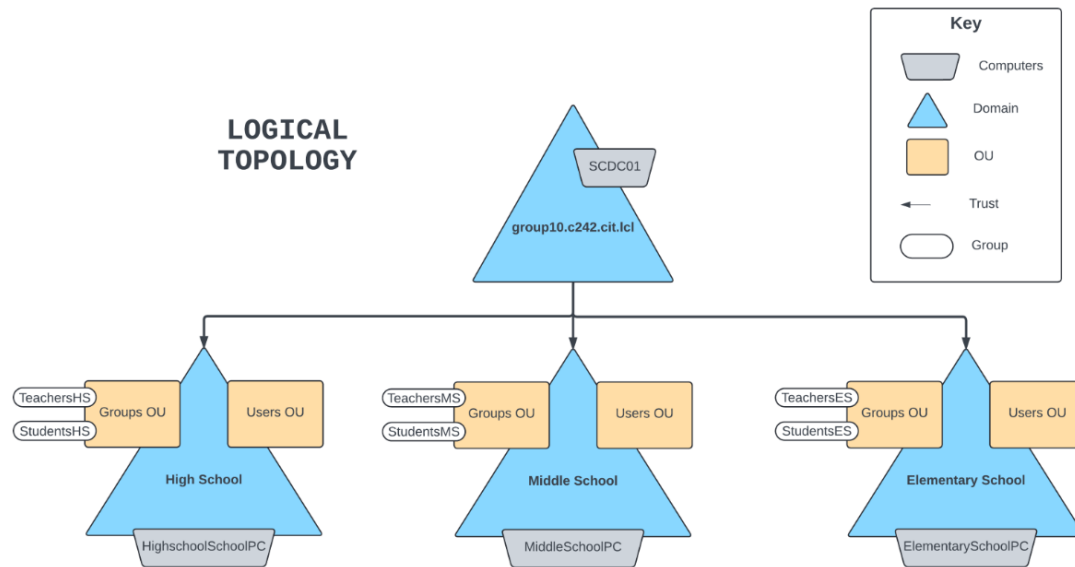 Key
Computers
Domain
OU
Trust
Group
LOGICAL
TOPOLOGY
SCDC01
group10.c242.cit.lcl
TeachersHS
StudentsHS
Groups OU
Users OU
High School
HighschoolSchoolPC
TeachersMS
StudentsMS
Groups OU
Users OU
Middle School
MiddleSchoolPC
TeachersES
StudentsES
Groups OU
Users OU
Elementary School
ElementarySchoolPC